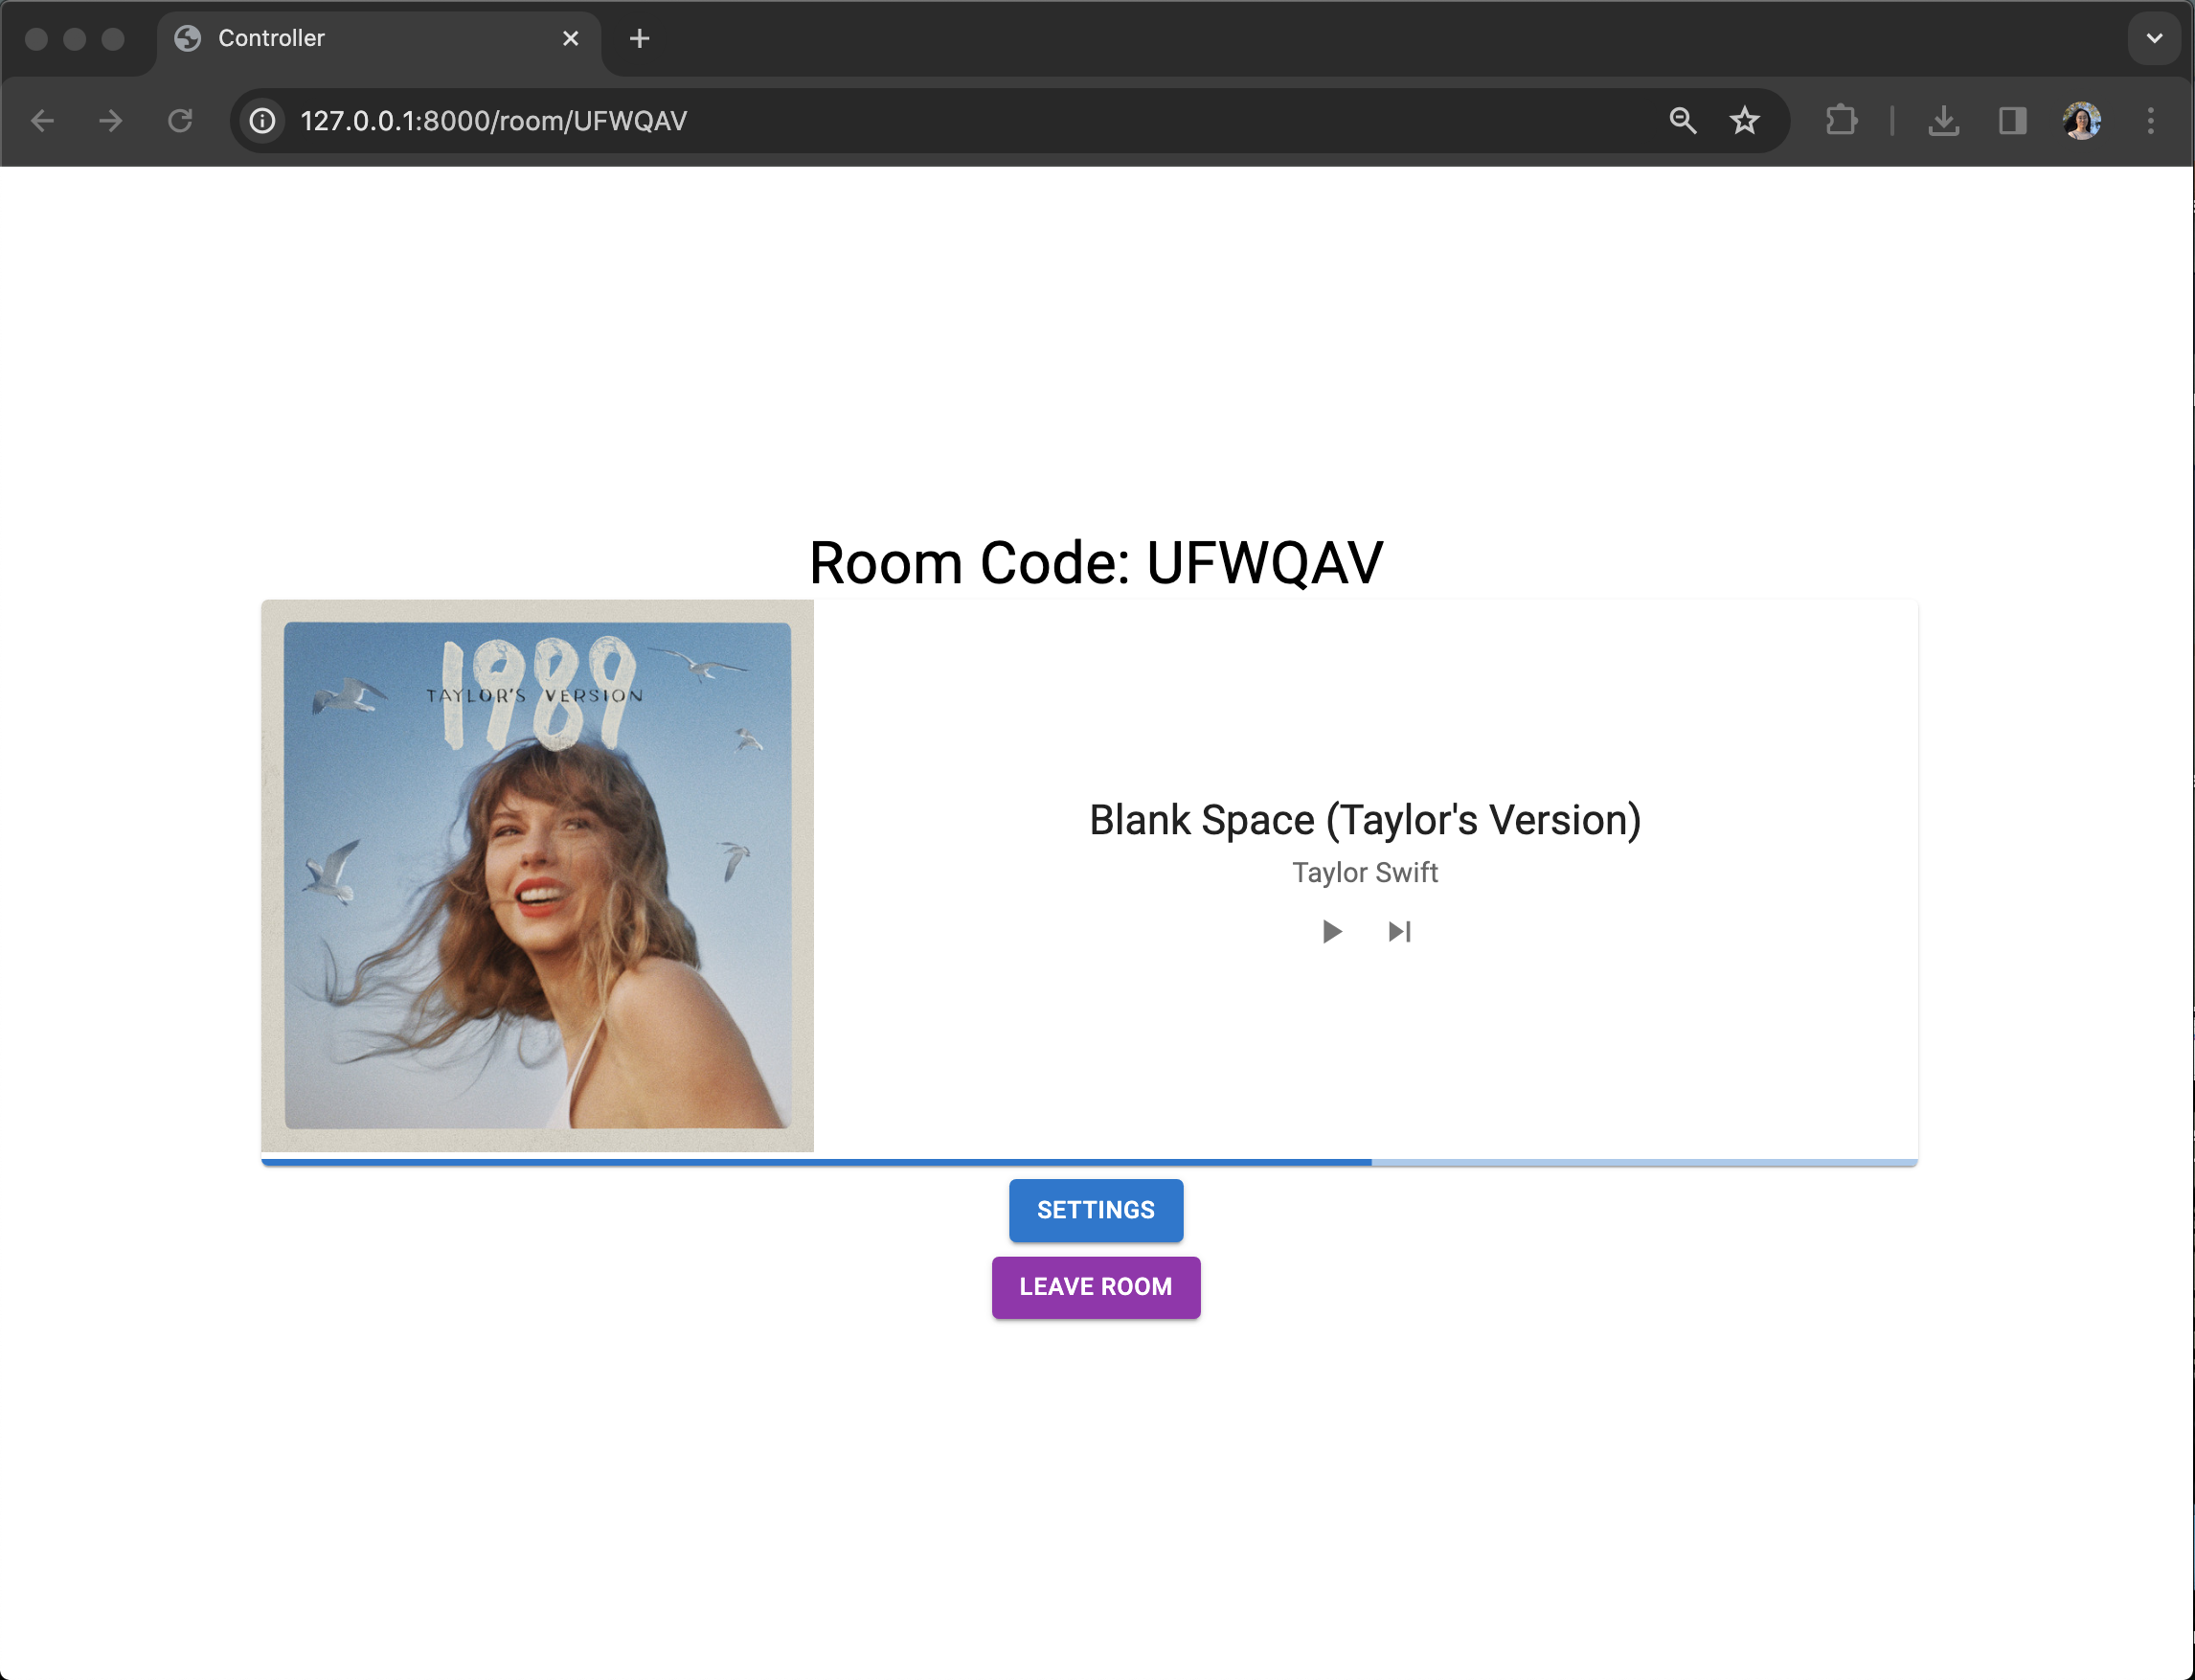 Controller
127.0.0.1:8000/room/UFWQAV
Room Code: UFWQAV
1989
TAYLOR'S VERSION
Blank Space (Taylor's Version)
Taylor Swift
SETTINGS
LEAVE ROOM